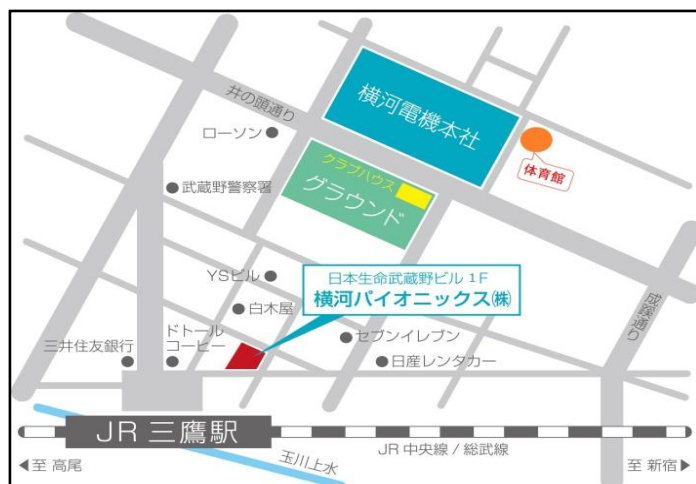 井の頭通り
横河電機本社
ローソン
体育館
クラブハウス
グラウンド
武蔵野警察署
YSビル
日本生命武蔵野ビル 1F
横河パイオニックス㈱
白木屋
成蹊通り
ドトール
コーヒー
三井住友銀行
セブンイレブン
日産レンタカー
JR 三鷹駅
JR 中央線 / 総武線
玉川上水
◀至 高尾
至 新宿▶